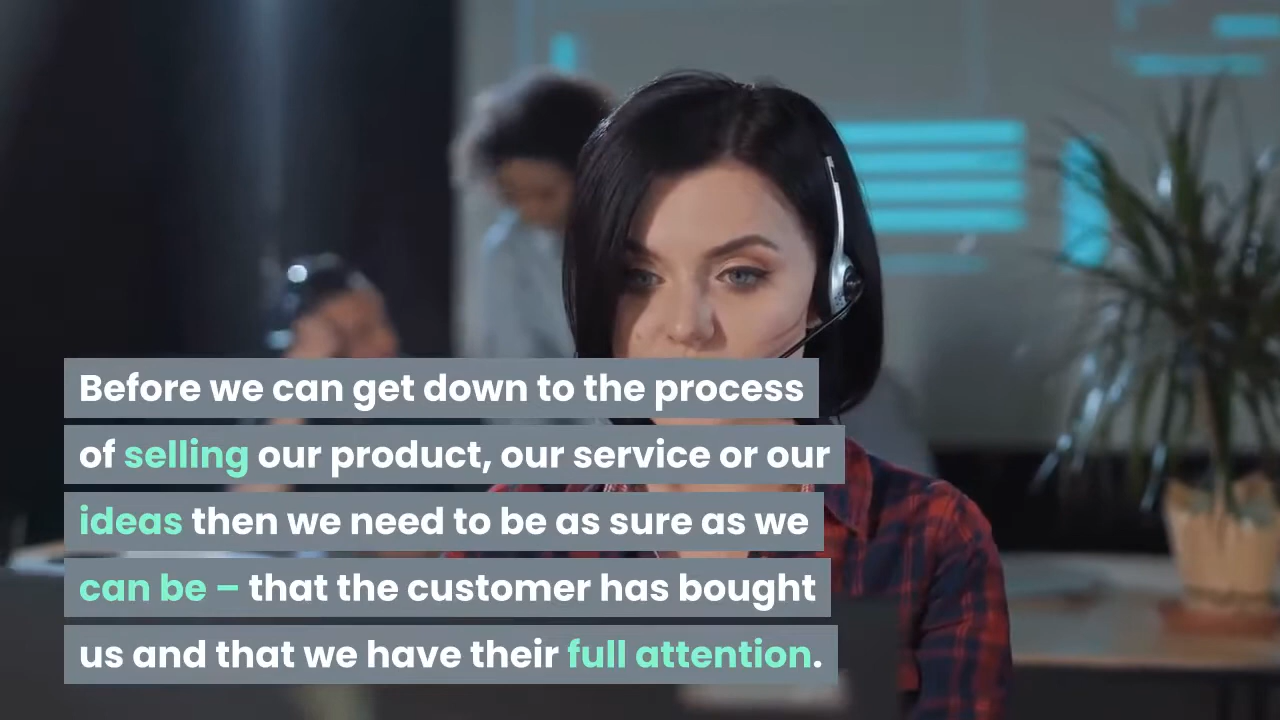 Before we can get down to the process
of selling our product, our service or our
ideas then we need to be as sure as we
can be – that the customer has bought
us and that we have their full attention.